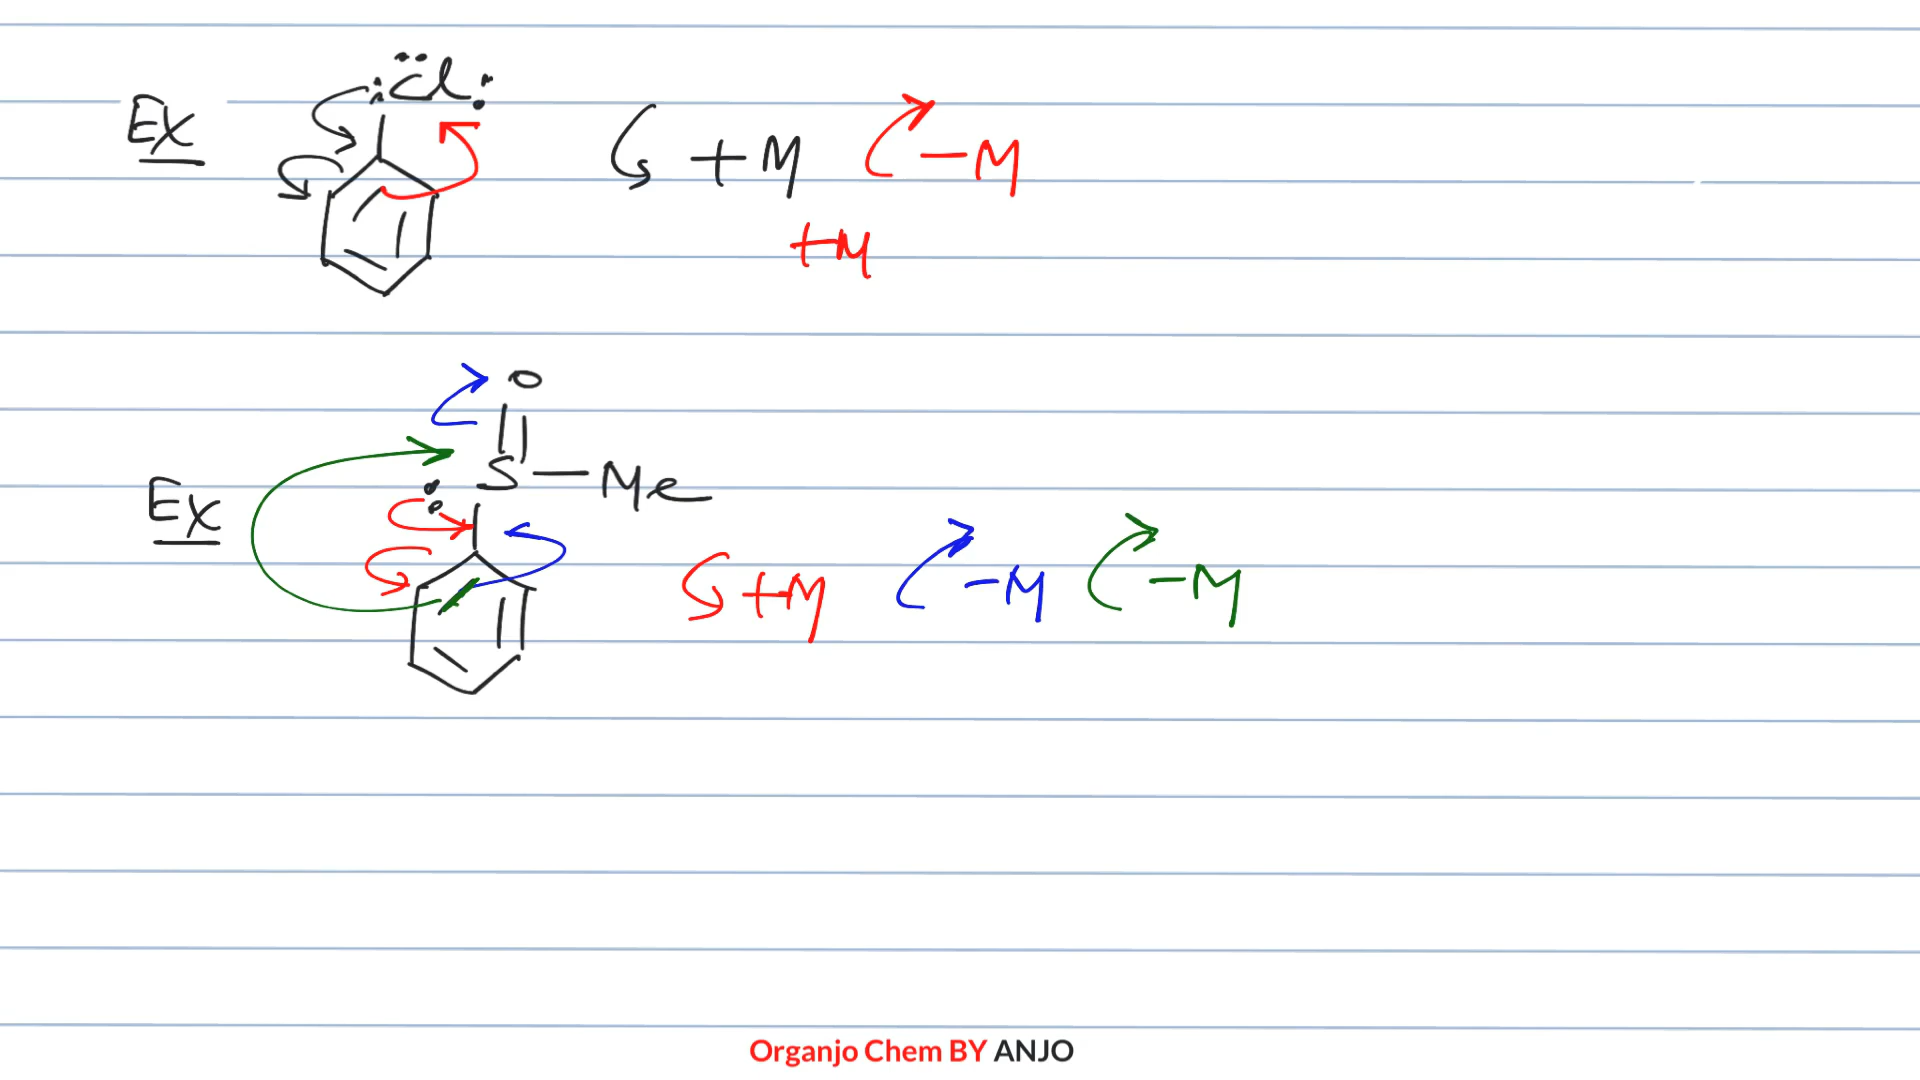 Ex :Cl: +M -M
+M
O
Ex S-Me
+M -M -M
Organjo Chem BY ANJO